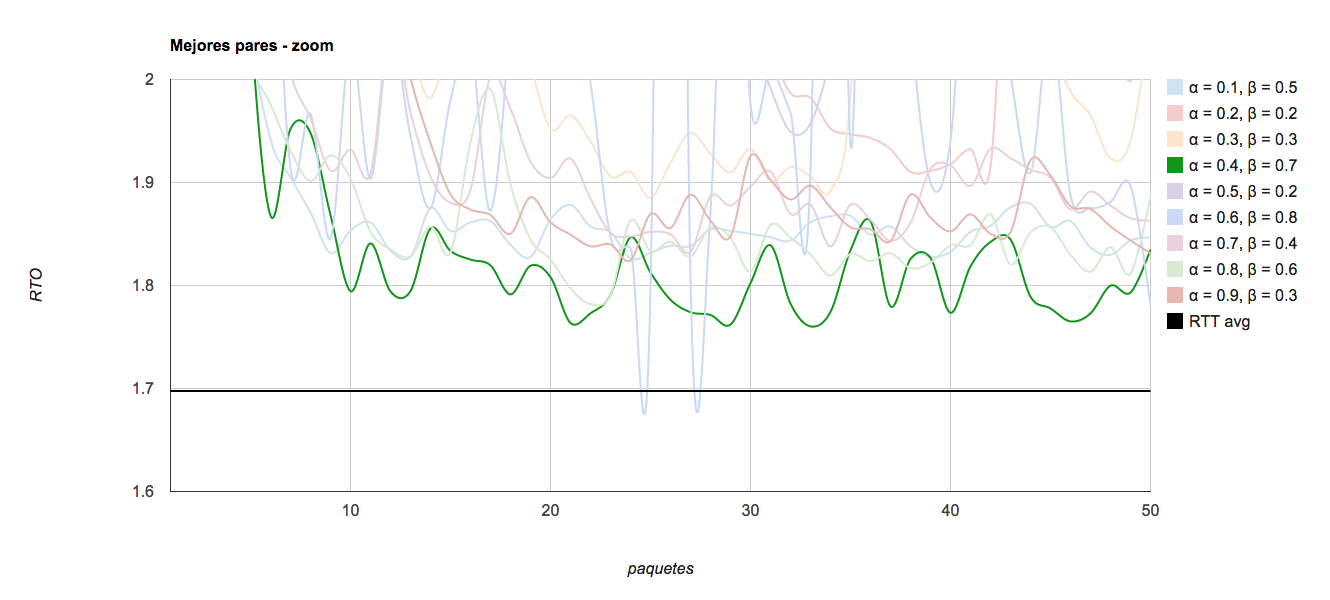 Mejores pares - zoom
2
1.9
1.8
1.7
1.6
RTO
10 20 30 40 50
paquetes
α = 0.1, β = 0.5
α = 0.2, β = 0.2
α = 0.3, β = 0.3
α = 0.4, β = 0.7
α = 0.5, β = 0.2
α = 0.6, β = 0.8
α = 0.7, β = 0.4
α = 0.8, β = 0.6
α = 0.9, β = 0.3
RTT avg